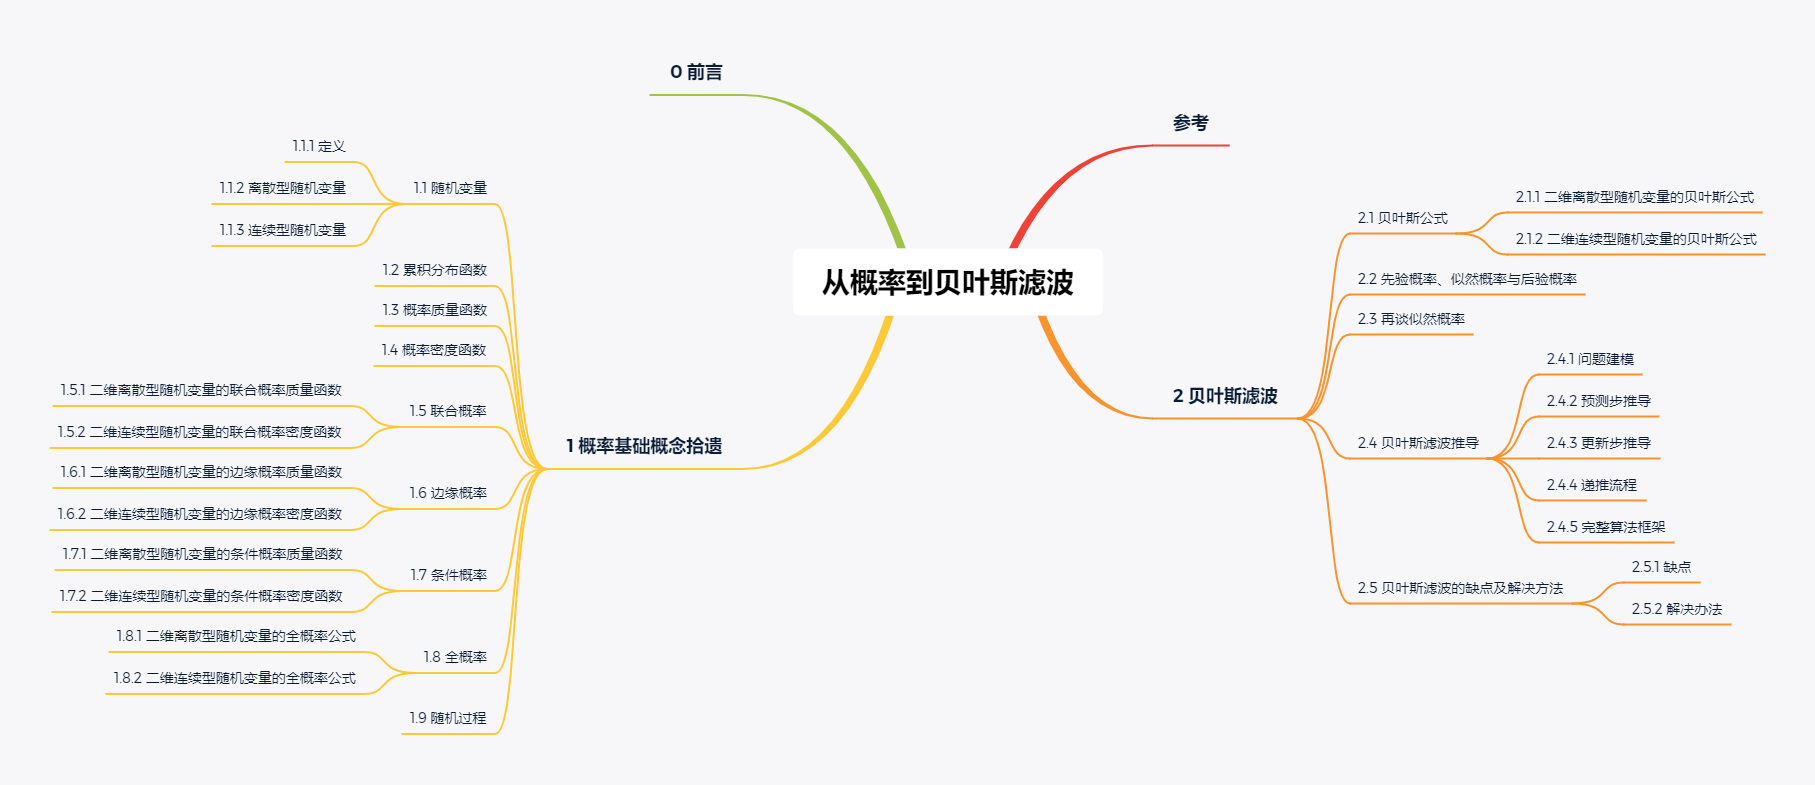 从概率到贝叶斯滤波
0 前言
1 概率基础概念拾遗
1.1 随机变量
1.1.1 定义
1.1.2 离散型随机变量
1.1.3 连续型随机变量
1.2 累积分布函数
1.3 概率质量函数
1.4 概率密度函数
1.5 联合概率
1.5.1 二维离散型随机变量的联合概率质量函数
1.5.2 二维连续型随机变量的联合概率密度函数
1.6 边缘概率
1.6.1 二维离散型随机变量的边缘概率质量函数
1.6.2 二维连续型随机变量的边缘概率密度函数
1.7 条件概率
1.7.1 二维离散型随机变量的条件概率质量函数
1.7.2 二维连续型随机变量的条件概率密度函数
1.8 全概率
1.8.1 二维离散型随机变量的全概率公式
1.8.2 二维连续型随机变量的全概率公式
1.9 随机过程
2 贝叶斯滤波
2.1 贝叶斯公式
2.1.1 二维离散型随机变量的贝叶斯公式
2.1.2 二维连续型随机变量的贝叶斯公式
2.2 先验概率、似然概率与后验概率
2.3 再谈似然概率
2.4 贝叶斯滤波推导
2.4.1 问题建模
2.4.2 预测步推导
2.4.3 更新步推导
2.4.4 递推流程
2.4.5 完整算法框架
2.5 贝叶斯滤波的缺点及解决方法
2.5.1 缺点
2.5.2 解决办法
参考